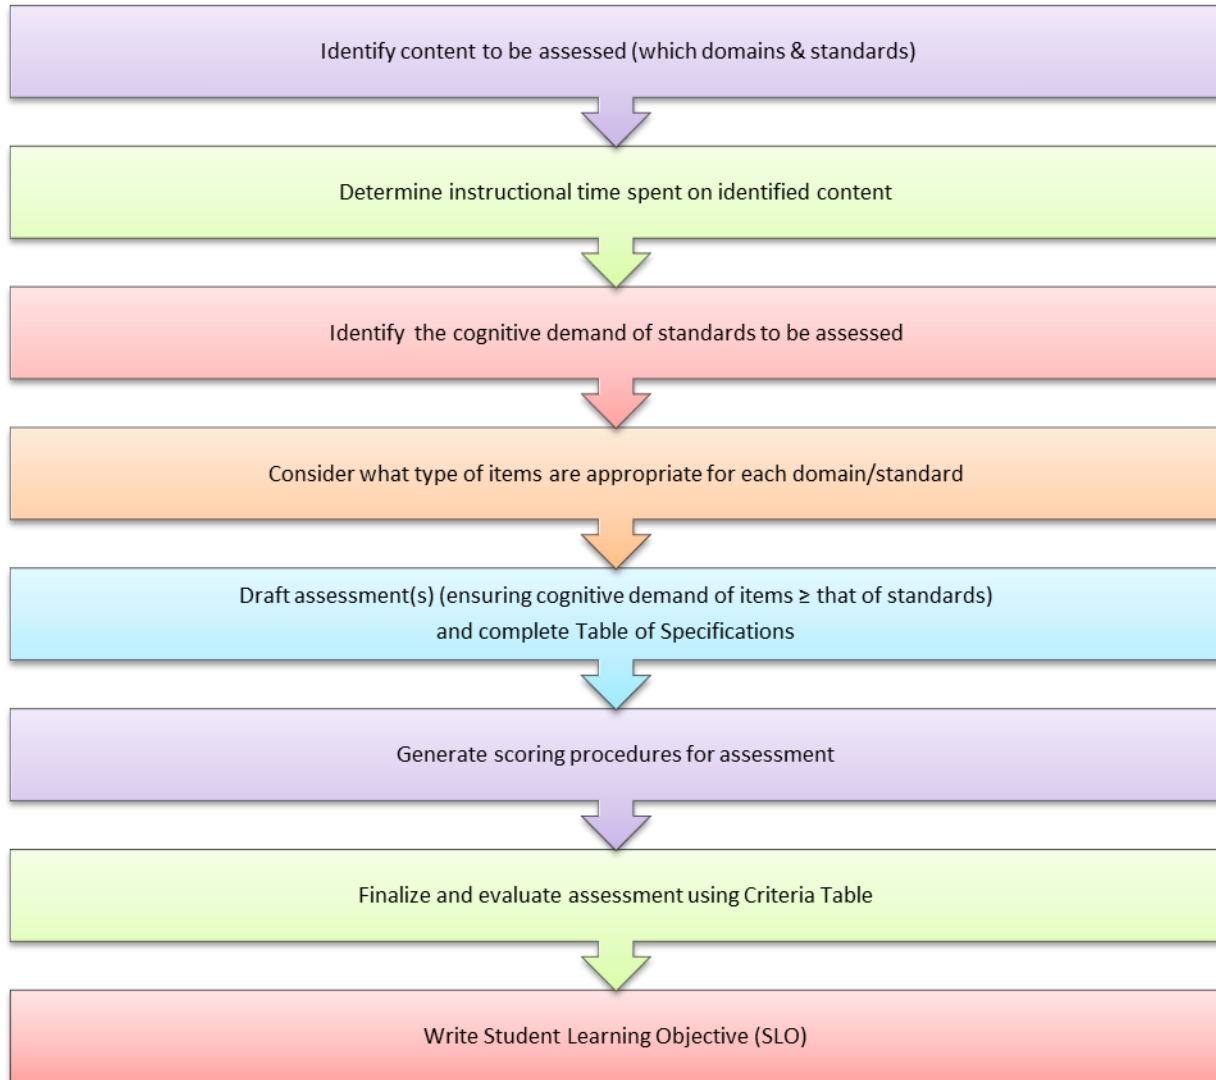 Identify content to be assessed (which domains & standards)
Determine instructional time spent on identified content
Identify the cognitive demand of standards to be assessed
Consider what type of items are appropriate for each domain/standard
Draft assessment(s) (ensuring cognitive demand of items ≥ that of standards)
and complete Table of Specifications
Generate scoring procedures for assessment
Finalize and evaluate assessment using Criteria Table
Write Student Learning Objective (SLO)